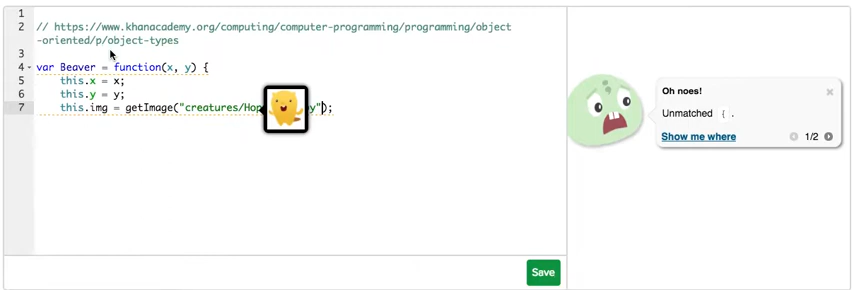 1
2 // https://www.khanacademy.org/computing/computer-programming/programming/object
-oriented/p/object-types
3
4 var Beaver = function(x, y) {
5 this.x = x;
6 this.y = y;
7 this.img = getImage("creatures/Hop y");
Oh noes!
Unmatched { .
Show me where
1/2
Save